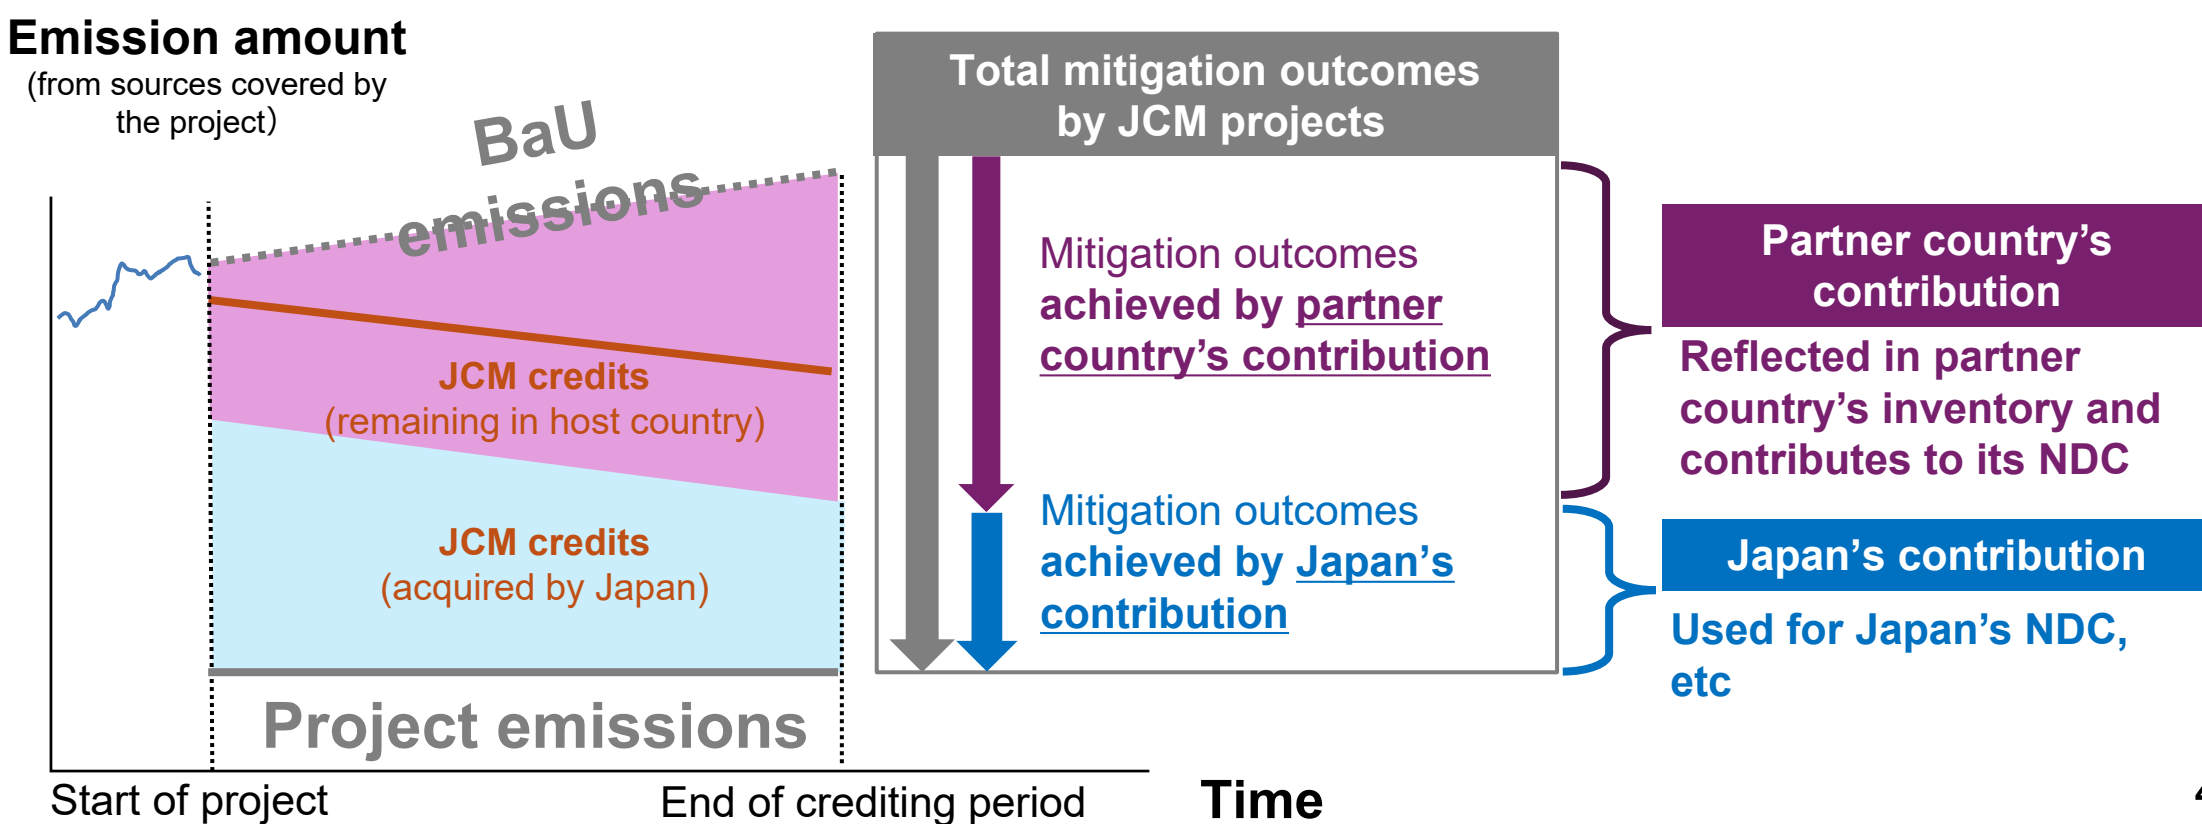 Emission amount
(from sources covered by
the project)
BaU
emissions
JCM credits
(remaining in host country)
JCM credits
(acquired by Japan)
Project emissions
Start of project
End of crediting period
Time
Total mitigation outcomes
by JCM projects
Mitigation outcomes
achieved by partner
country’s contribution
Mitigation outcomes
achieved by Japan’s
contribution
Partner country’s
contribution
Reflected in partner
country’s inventory and
contributes to its NDC
Japan’s contribution
Used for Japan’s NDC,
etc